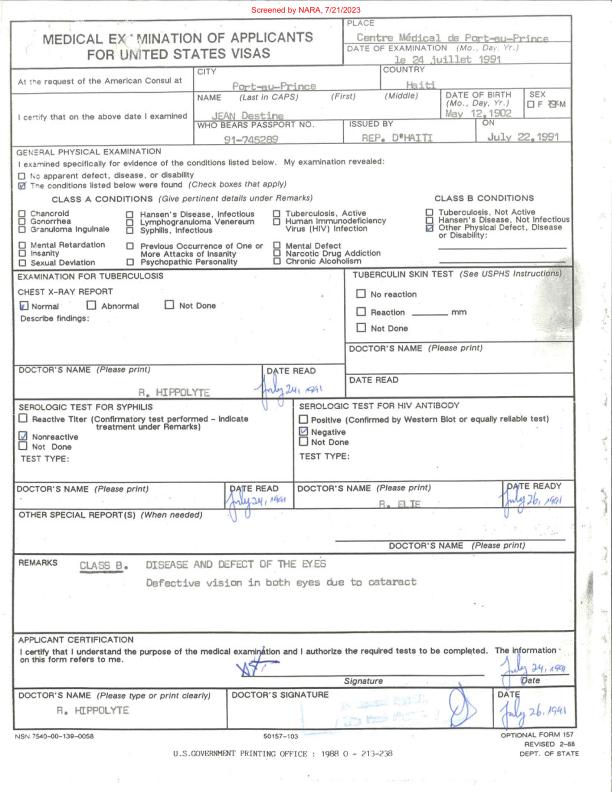 Screened by NARA, 7/21/2023
MEDICAL EXAMINATION OF APPLICANTS
FOR UNITED STATES VISAS
PLACE
Centre Médical de Port-au-Prince
DATE OF EXAMINATION (Mo., Day, Yr.)
le 24 juillet 1991
At the request of the American Consul at
CITY
Port-au-Prince
COUNTRY
Haiti
I certify that on the above date I examined
NAME (Last in CAPS) (First) (Middle)
JEAN Destine
DATE OF BIRTH
(Mo., Day, Yr.)
May 12,1902
SEX
F M
WHO BEARS PASSPORT NO.
91-745289
ISSUED BY
REP. D'HAITI
ON
July 22,1991
GENERAL PHYSICAL EXAMINATION
I examined specifically for evidence of the conditions listed below. My examination revealed:
No apparent defect, disease, or disability
The conditions listed below were found (Check boxes that apply)
CLASS A CONDITIONS (Give pertinent details under Remarks)
CLASS B CONDITIONS
Chancroid
Gonorrhea
Granuloma Inguinale
Hansen's Disease, Infectious
Lymphogranuloma Venereum
Syphilis, Infectious
Tuberculosis, Active
Human Immunodeficiency
Virus (HIV) Infection
Tuberculosis, Not Active
Hansen's Disease, Not Infectious
Other Physical Defect, Disease
or Disability:
Mental Retardation
Insanity
Sexual Deviation
Previous Occurrence of One or
More Attacks of Insanity
Psychopathic Personality
Mental Defect
Narcotic Drug Addiction
Chronic Alcoholism
EXAMINATION FOR TUBERCULOSIS
CHEST X-RAY REPORT
Normal Abnormal Not Done
Describe findings:
TUBERCULIN SKIN TEST (See USPHS Instructions)
No reaction
Reaction mm
Not Done
DOCTOR'S NAME (Please print)
DATE READ
DOCTOR'S NAME (Please print)
R. HIPPOLYTE
DATE READ
July 24, 1991
SEROLOGIC TEST FOR SYPHILIS
Reactive Titer (Confirmatory test performed - Indicate
treatment under Remarks)
Nonreactive
Not Done
TEST TYPE:
SEROLOGIC TEST FOR HIV ANTIBODY
Positive (Confirmed by Western Blot or equally reliable test)
Negative
Not Done
TEST TYPE:
DOCTOR'S NAME (Please print)
DATE READ
July 24, 1991
DOCTOR'S NAME (Please print)
R. ELIE
DATE READY
July 26, 1991
OTHER SPECIAL REPORT(S) (When needed)
DOCTOR'S NAME (Please print)
REMARKS
CLASS B. DISEASE AND DEFECT OF THE EYES
Defective vision in both eyes due to cataract
APPLICANT CERTIFICATION
I certify that I understand the purpose of the medical examination and I authorize the required tests to be completed. The information
on this form refers to me.
July 24, 1991
Signature
Date
DOCTOR'S NAME (Please type or print clearly)
R. HIPPOLYTE
DOCTOR'S SIGNATURE
DATE
July 26, 1991
NSN 7540-00-139-0058
50157-103
OPTIONAL FORM 157
REVISED 2-88
DEPT. OF STATE
U.S.GOVERNMENT PRINTING OFFICE : 1988 O - 213-238